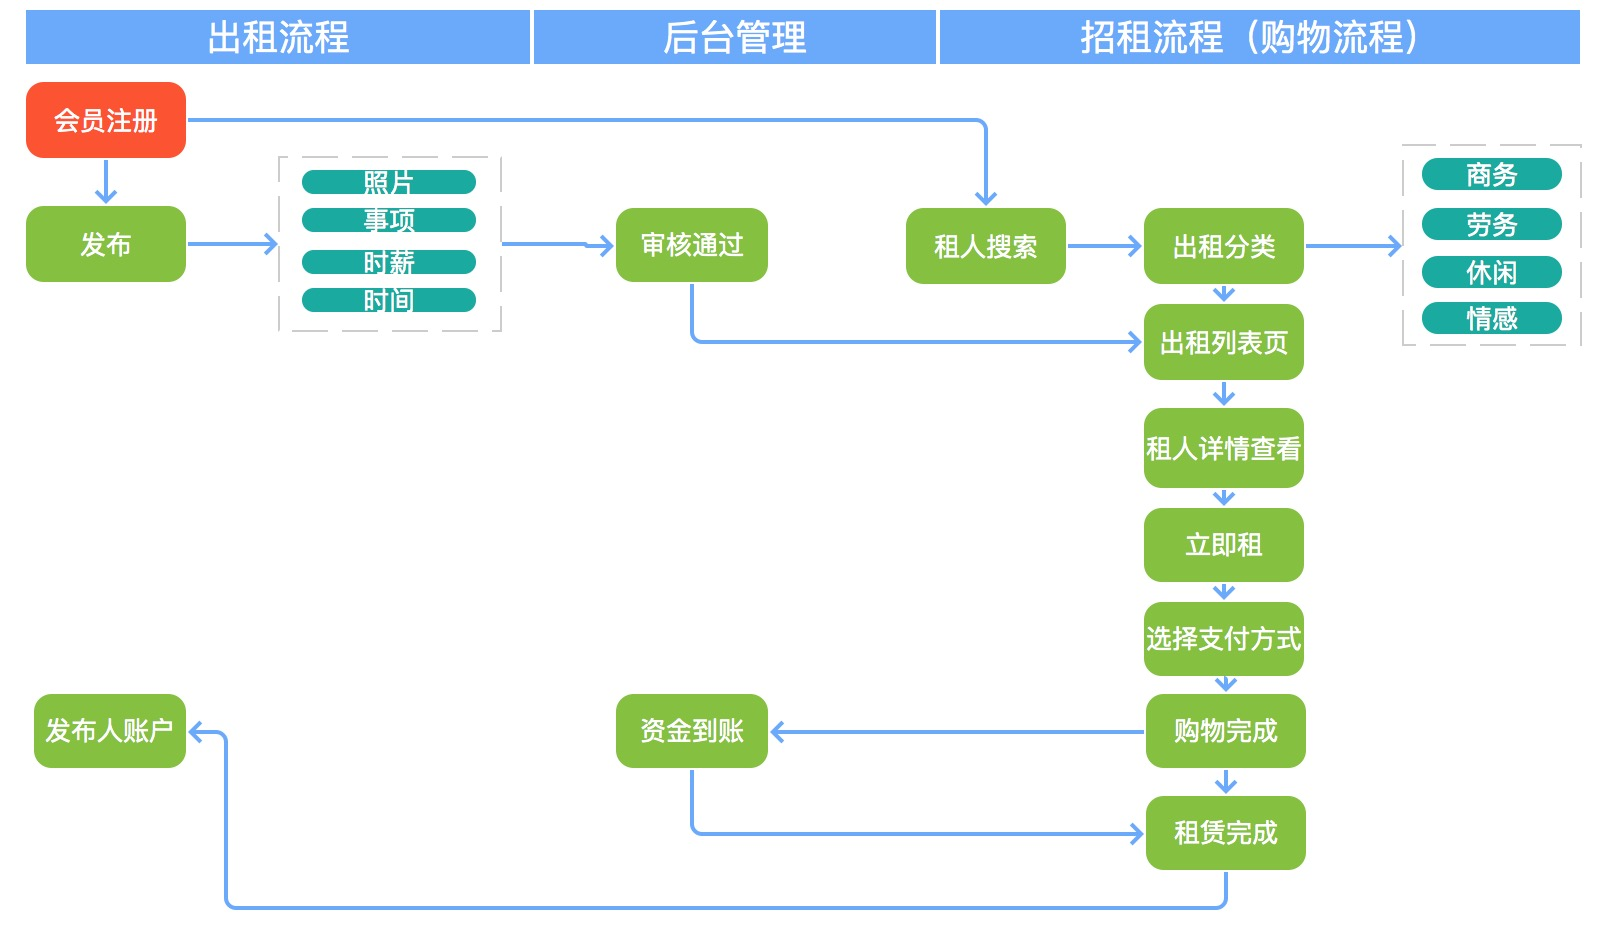 出租流程
后台管理
招租流程（购物流程）
会员注册
发布
照片
事项
时薪
时间
审核通过
租人搜索
出租分类
商务
劳务
休闲
情感
出租列表页
租人详情查看
立即租
选择支付方式
发布人账户
资金到账
购物完成
租赁完成